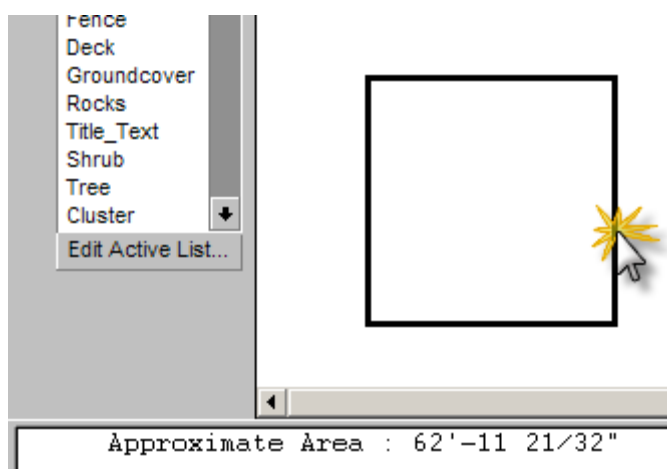 Fence
Deck
Groundcover
Rocks
Title_Text
Shrub
Tree
Cluster
Edit Active List...
Approximate Area : 62'-11 21/32"